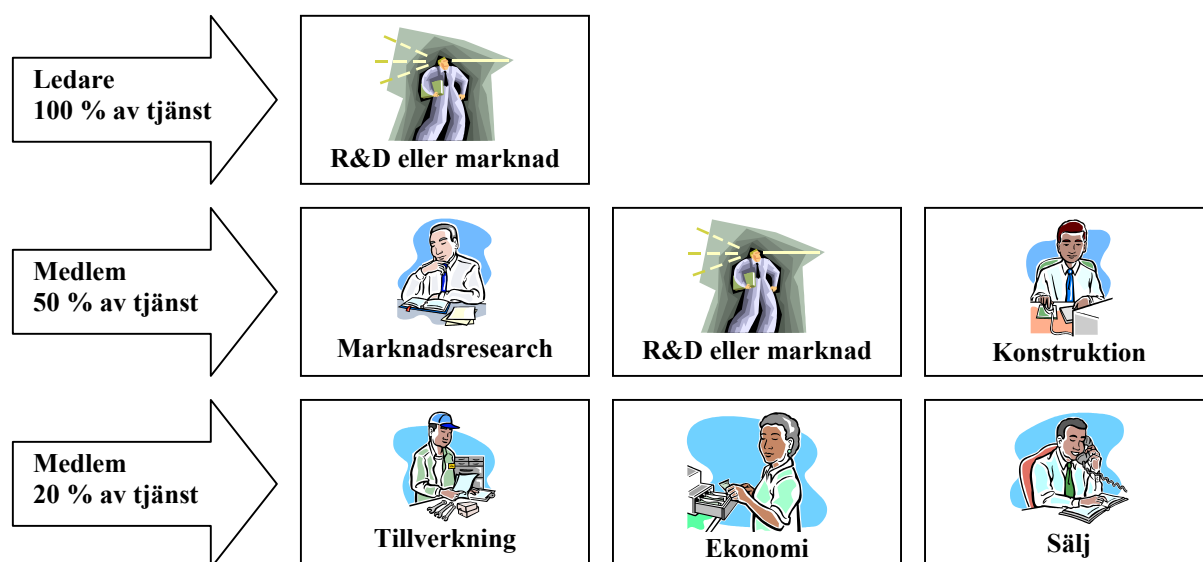 Ledare
100 % av tjänst
R&D eller marknad
Medlem
50 % av tjänst
Marknadsresearch
R&D eller marknad
Konstruktion
Medlem
20 % av tjänst
Tillverkning
Ekonomi
Sälj